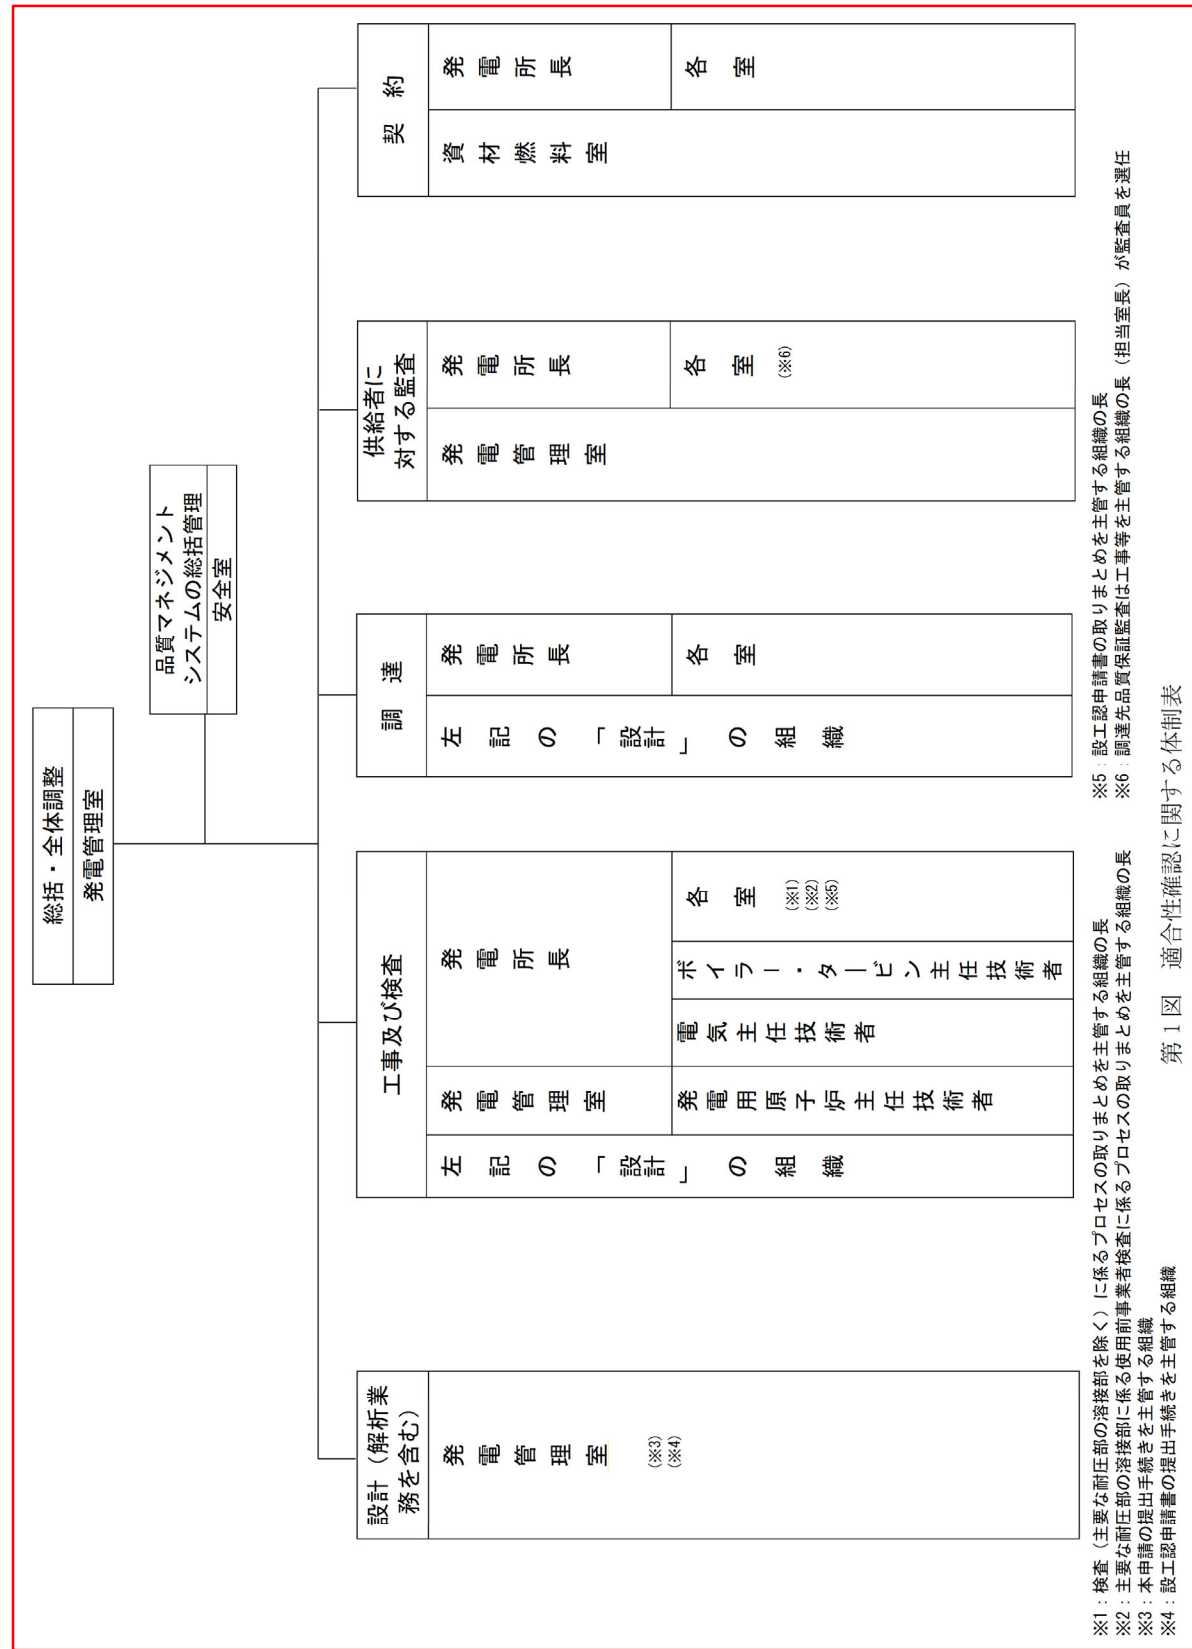 総括・全体調整
発電管理室
品質マネジメント
システムの総括管理
安全室
設計（解析業
務を含む）
発電管理室
（※3）
（※4）
工事及び検査
左記の「設計」の組織
発電管理室
発電用原子炉主任技術者
発電所長
電気主任技術者
ボイラー・タービン主任技術者
各室
（※1）
（※2）
（※5）
調達
左記の「設計」の組織
発電所長
各室
供給者に
対する監査
発電管理室
発電所長
各室
（※6）
契約
資材燃料室
発電所長
各室
※1：検査（主要な耐圧部の溶接部を除く）に係るプロセスの取りまとめを主管する組織の長
※2：主要な耐圧部の溶接部に係る使用前事業者検査に係るプロセスの取りまとめを主管する組織の長
※3：本申請の提出手続きを主管する組織
※4：設工認申請書の提出手続きを主管する組織
※5：設工認申請書の取りまとめを主管する組織の長
※6：調達先品質保証監査は工事等を主管する組織の長（担当室長）が監査員を選任
第1図　適合性確認に関する体制表